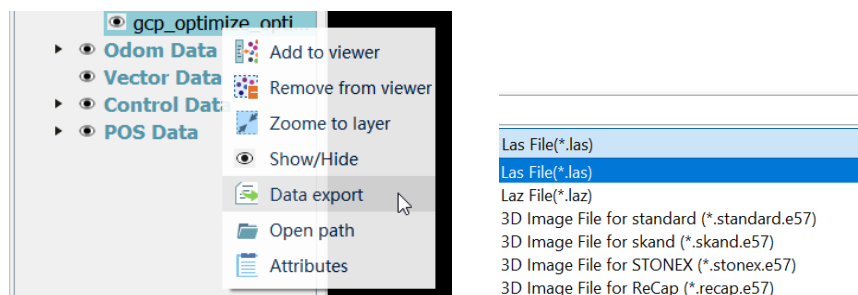 gcp_optimize_opti...
Odom Data
Vector Data
Control Data
POS Data
Add to viewer
Remove from viewer
Zoome to layer
Show/Hide
Data export
Open path
Attributes
Las File(*.las)
Las File(*.las)
Laz File(*.laz)
3D Image File for standard (*.standard.e57)
3D Image File for skand (*.skand.e57)
3D Image File for STONEX (*.stonex.e57)
3D Image File for ReCap (*.recap.e57)